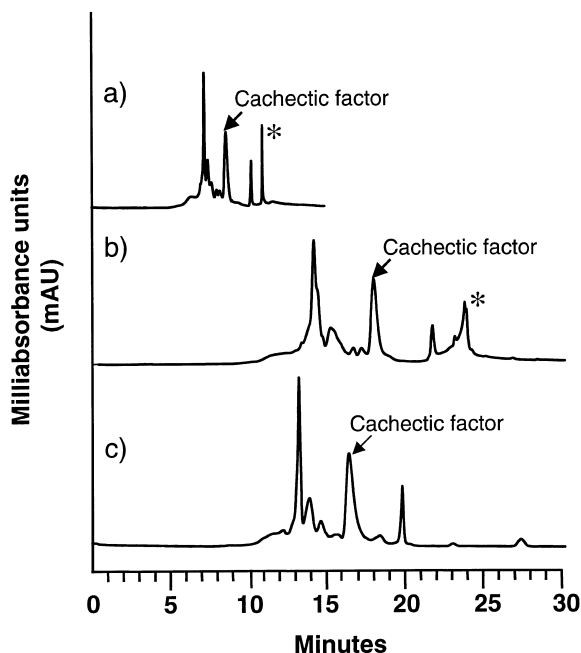 a)
Cachectic factor
*
b)
Cachectic factor
*
c)
Cachectic factor
Milliabsorbance units
(mAU)
0 5 10 15 20 25 30
Minutes